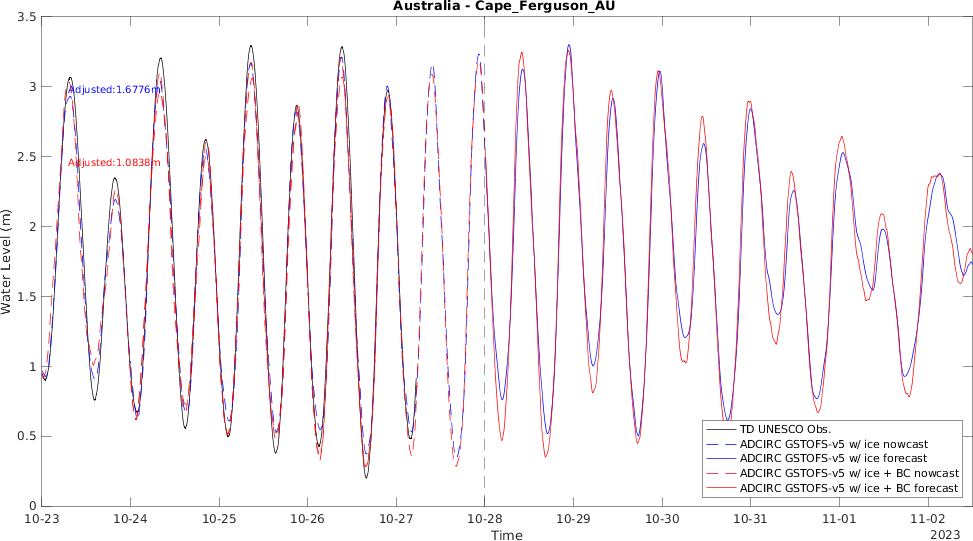 Australia - Cape_Ferguson_AU
3.5
3
2.5
2
1.5
1
0.5
0
Water Level (m)
Adjusted:1.6776m
Adjusted:1.0838m
TD UNESCO Obs.
ADCIRC GSTOFS-v5 w/ ice nowcast
ADCIRC GSTOFS-v5 w/ ice forecast
ADCIRC GSTOFS-v5 w/ ice + BC nowcast
ADCIRC GSTOFS-v5 w/ ice + BC forecast
10-23 10-24 10-25 10-26 10-27 10-28 10-29 10-30 10-31 11-01 11-02
Time
2023